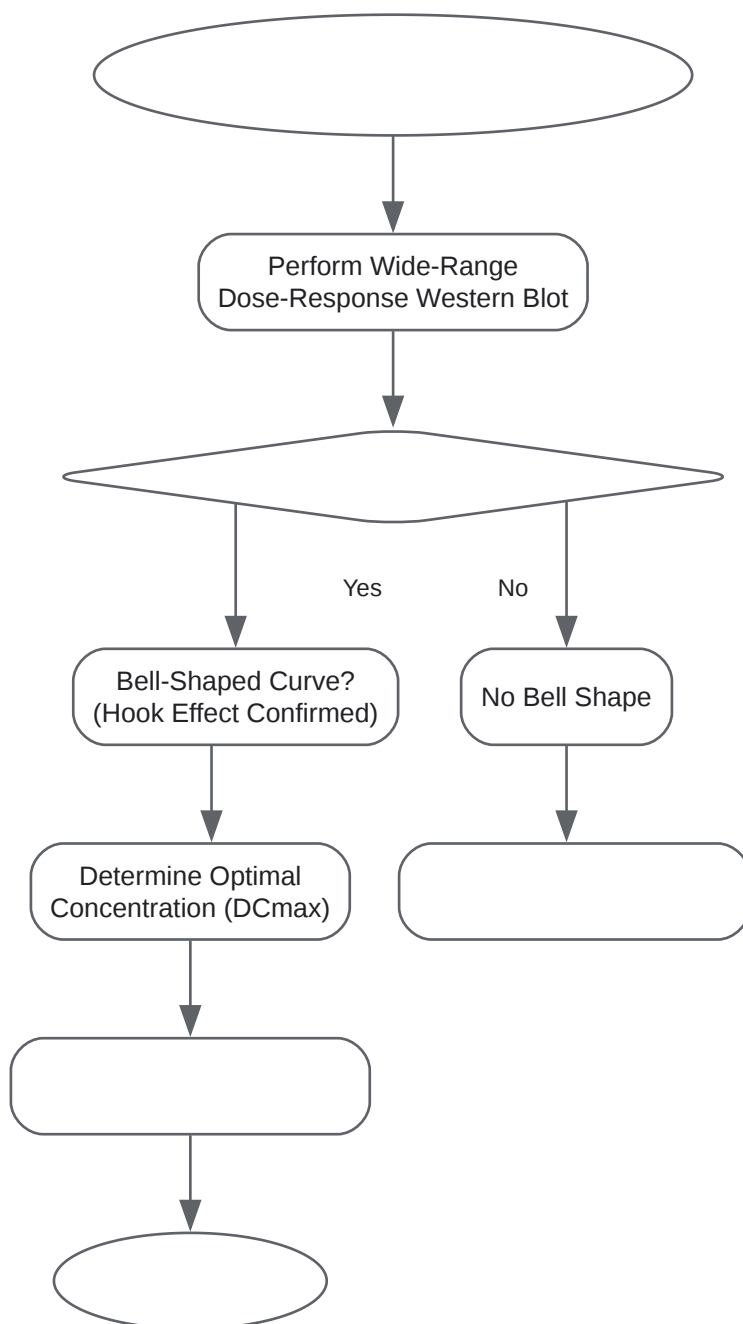 Perform Wide-Range
Dose-Response Western Blot
Yes
No
Bell-Shaped Curve?
(Hook Effect Confirmed)
No Bell Shape
Determine Optimal
Concentration (DCmax)